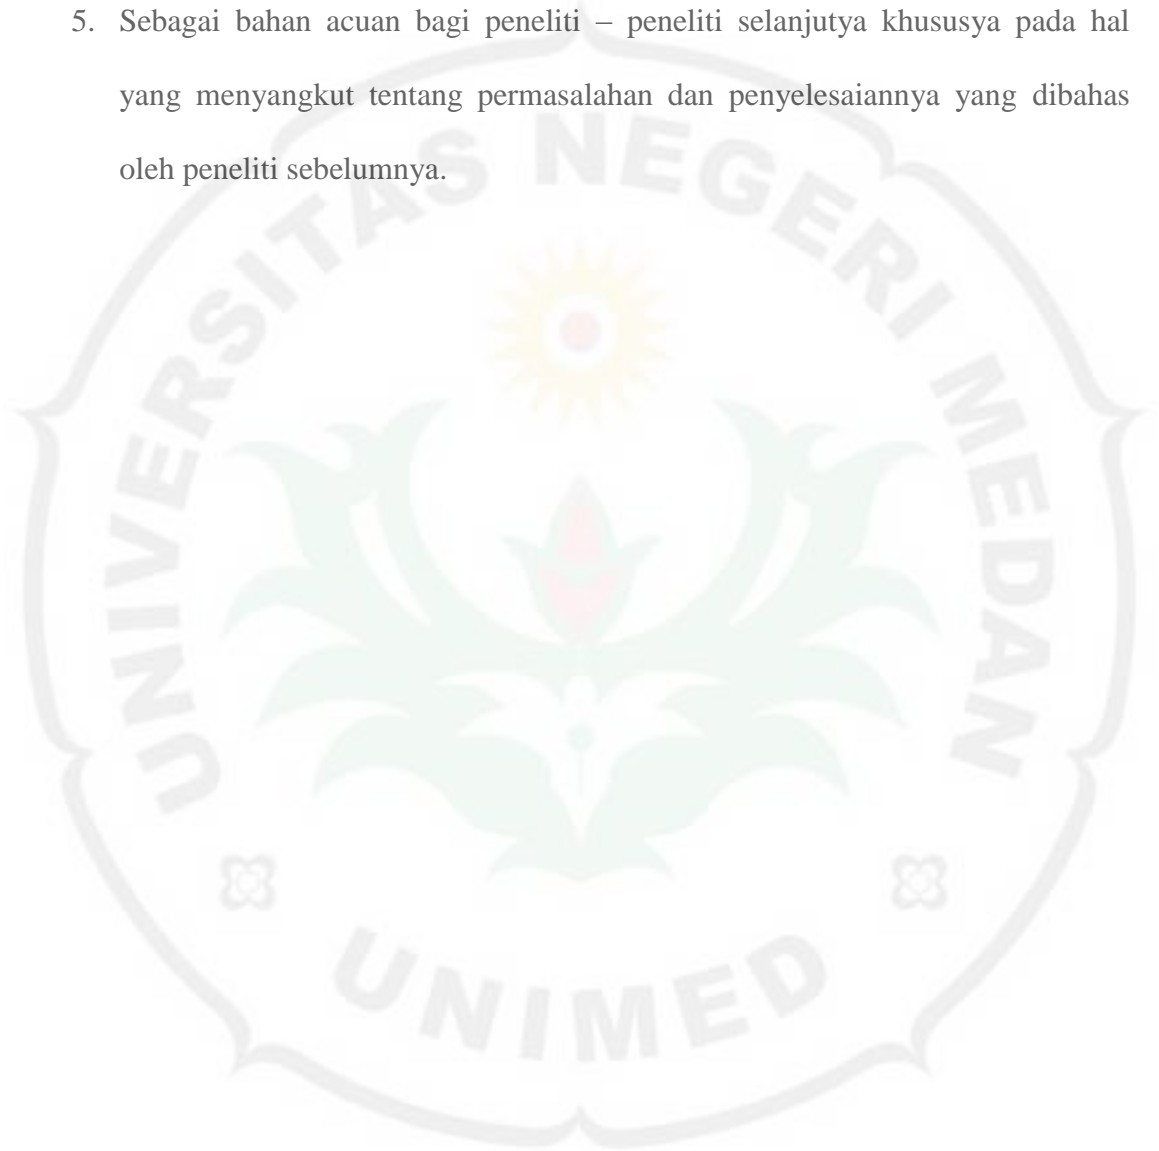 5. Sebagai bahan acuan bagi peneliti – peneliti selanjutya khususya pada hal
yang menyangkut tentang permasalahan dan penyelesaiannya yang dibahas
oleh peneliti sebelumnya.
UNIVERSITAS NEGERI MEDAN
UNIMED